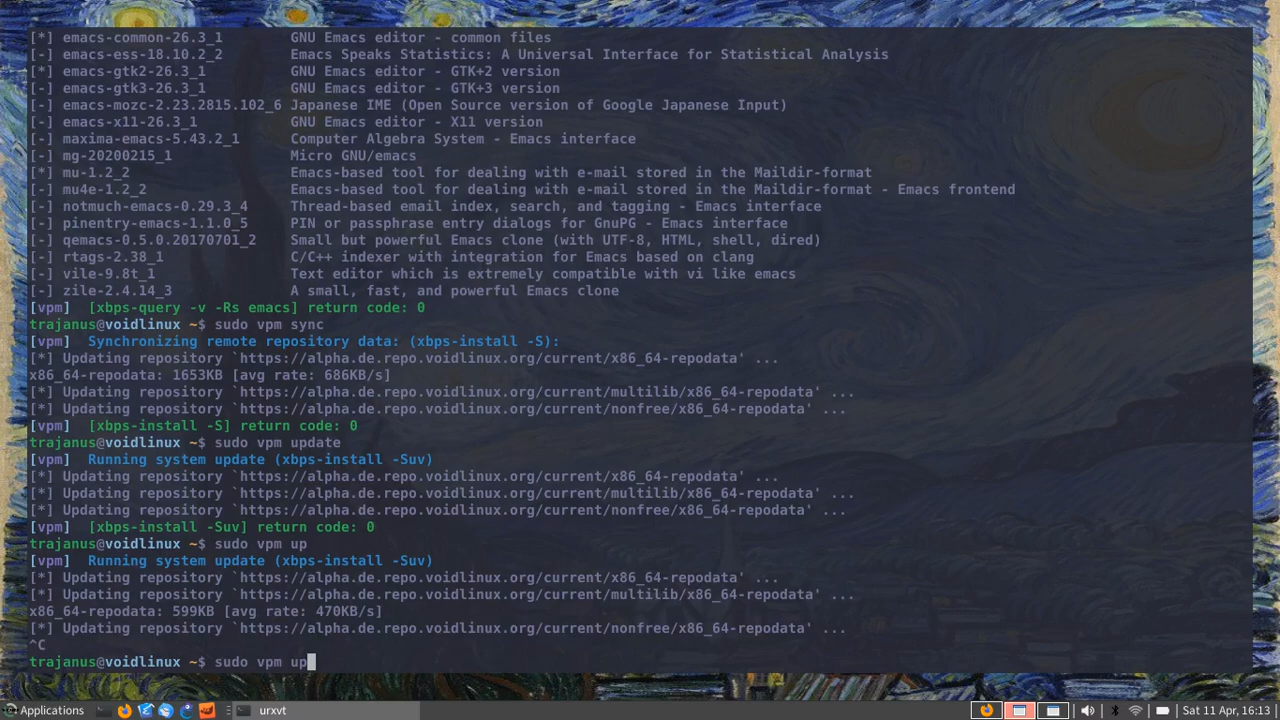 [*] emacs-common-26.3_1 GNU Emacs editor - common files
[-] emacs-ess-18.10.2_2 Emacs Speaks Statistics: A Universal Interface for Statistical Analysis
[*] emacs-gtk2-26.3_1 GNU Emacs editor - GTK+2 version
[-] emacs-gtk3-26.3_1 GNU Emacs editor - GTK+3 version
[-] emacs-mozc-2.23.2815.102_6 Japanese IME (Open Source version of Google Japanese Input)
[-] emacs-x11-26.3_1 GNU Emacs editor - X11 version
[-] maxima-emacs-5.43.2_1 Computer Algebra System - Emacs interface
[-] mg-20200215_1 Micro GNU/emacs
[*] mu-1.2_2 Emacs-based tool for dealing with e-mail stored in the Maildir-format
[-] mu4e-1.2_2 Emacs-based tool for dealing with e-mail stored in the Maildir-format - Emacs frontend
[-] notmuch-emacs-0.29.3_4 Thread-based email index, search, and tagging - Emacs interface
[-] pinentry-emacs-1.1.0_5 PIN or passphrase entry dialogs for GnuPG - Emacs interface
[-] qemacs-0.5.0.20170701_2 Small but powerful Emacs clone (with UTF-8, HTML, shell, dired)
[-] rtags-2.38_1 C/C++ indexer with integration for Emacs based on clang
[-] vile-9.8t_1 Text editor which is extremely compatible with vi like emacs
[-] zile-2.4.14_3 A small, fast, and powerful Emacs clone
[vpm] [xbps-query -v -Rs emacs] return code: 0
trajanus@voidlinux ~$ sudo vpm sync
[vpm] Synchronizing remote repository data: (xbps-install -S):
[*] Updating repository `https://alpha.de.repo.voidlinux.org/current/x86_64-repodata' ...
x86_64-repodata: 1653KB [avg rate: 686KB/s]
[*] Updating repository `https://alpha.de.repo.voidlinux.org/current/multilib/x86_64-repodata' ...
[*] Updating repository `https://alpha.de.repo.voidlinux.org/current/nonfree/x86_64-repodata' ...
[vpm] [xbps-install -S] return code: 0
trajanus@voidlinux ~$ sudo vpm update
[vpm] Running system update (xbps-install -Suv)
[*] Updating repository `https://alpha.de.repo.voidlinux.org/current/x86_64-repodata' ...
[*] Updating repository `https://alpha.de.repo.voidlinux.org/current/multilib/x86_64-repodata' ...
[*] Updating repository `https://alpha.de.repo.voidlinux.org/current/nonfree/x86_64-repodata' ...
[vpm] [xbps-install -Suv] return code: 0
trajanus@voidlinux ~$ sudo vpm up
[vpm] Running system update (xbps-install -Suv)
[*] Updating repository `https://alpha.de.repo.voidlinux.org/current/x86_64-repodata' ...
[*] Updating repository `https://alpha.de.repo.voidlinux.org/current/multilib/x86_64-repodata' ...
x86_64-repodata: 599KB [avg rate: 470KB/s]
[*] Updating repository `https://alpha.de.repo.voidlinux.org/current/nonfree/x86_64-repodata' ...
^C
trajanus@voidlinux ~$ sudo vpm up
Applications urxvt Sat 11 Apr, 16:13